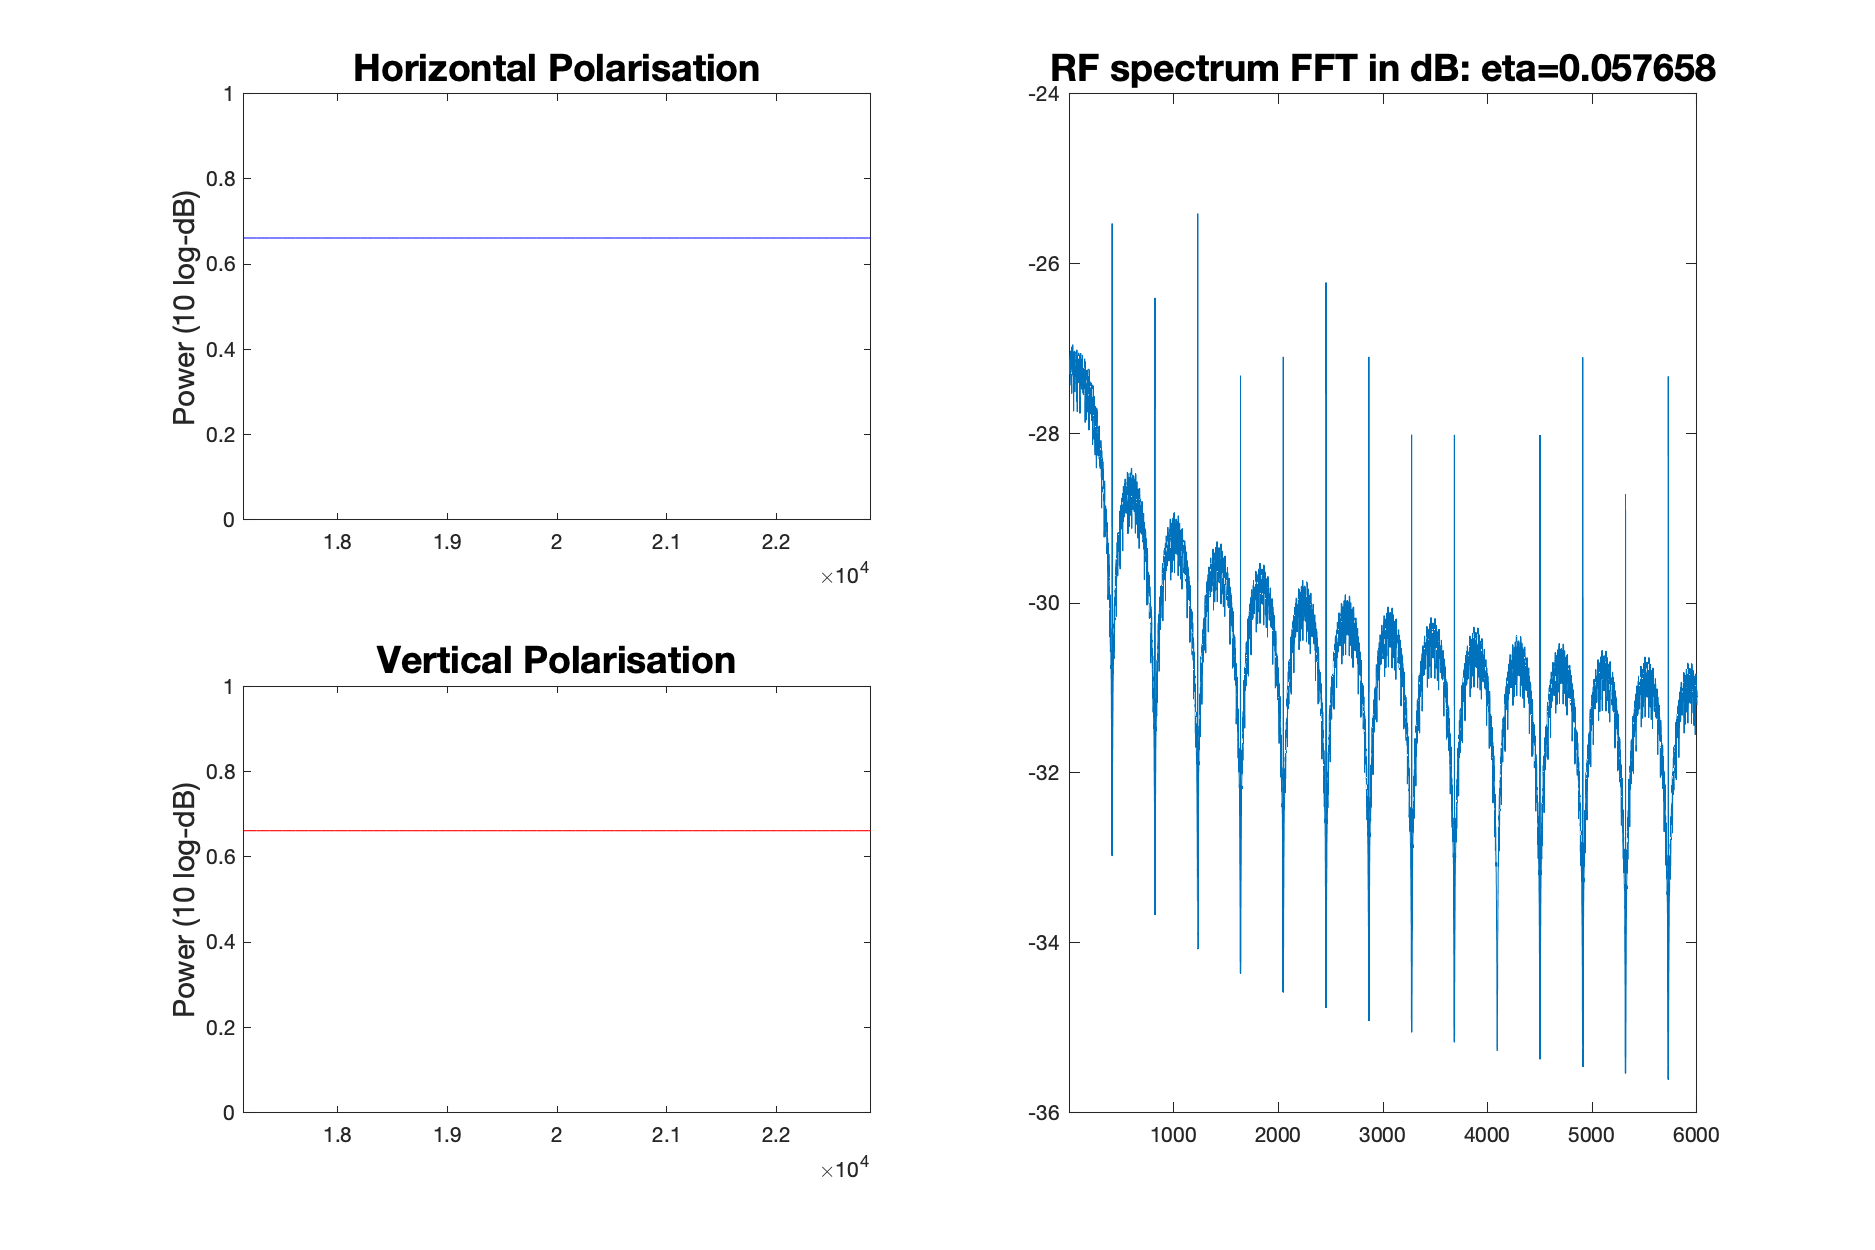 Horizontal Polarisation
Power (10 log-dB)
1
0.8
0.6
0.4
0.2
0
1.8 1.9 2 2.1 2.2
×10^4
Vertical Polarisation
Power (10 log-dB)
1
0.8
0.6
0.4
0.2
0
1.8 1.9 2 2.1 2.2
×10^4
RF spectrum FFT in dB: eta=0.057658
-24
-26
-28
-30
-32
-34
-36
1000 2000 3000 4000 5000 6000